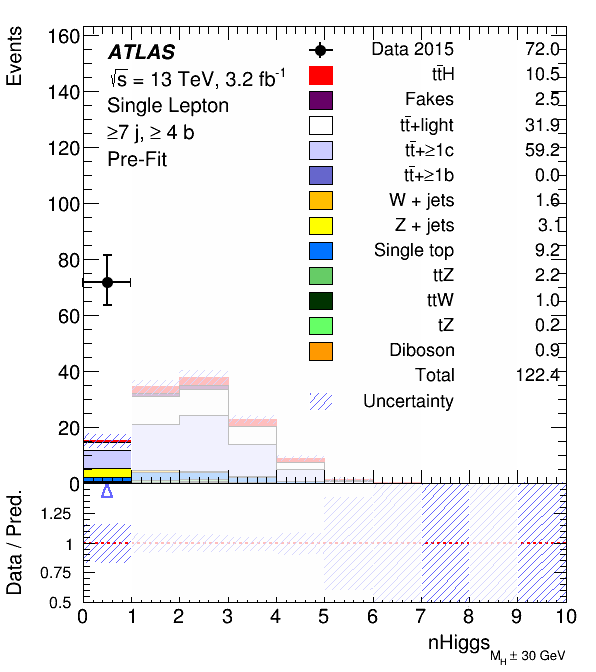 Events
160
140
120
100
80
60
40
20
0
ATLAS
√s = 13 TeV, 3.2 fb⁻¹
Single Lepton
≥7 j, ≥ 4 b
Pre-Fit
Data 2015 72.0
tt̄H 10.5
Fakes 2.5
tt̄+light 31.9
tt̄+≥1c 59.2
tt̄+≥1b 0.0
W + jets 1.6
Z + jets 3.1
Single top 9.2
ttZ 2.2
ttW 1.0
tZ 0.2
Diboson 0.9
Total 122.4
Uncertainty
Data / Pred.
1.25
1
0.75
0.5
0 1 2 3 4 5 6 7 8 9 10
nHiggs M_H ± 30 GeV